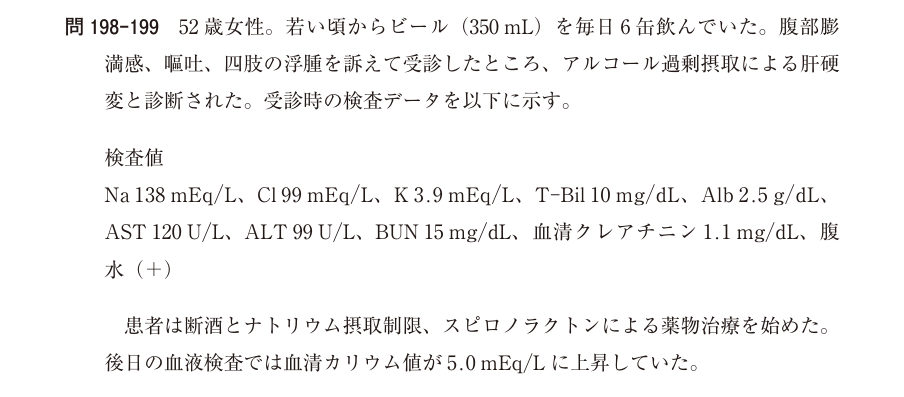 問 198-199 52 歳女性。若い頃からビール（350 mL）を毎日 6 缶飲んでいた。腹部膨
満感、嘔吐、四肢の浮腫を訴えて受診したところ、アルコール過剰摂取による肝硬
変と診断された。受診時の検査データを以下に示す。
検査値
Na 138 mEq/L、Cl 99 mEq/L、K 3.9 mEq/L、T-Bil 10 mg/dL、Alb 2.5 g/dL、
AST 120 U/L、ALT 99 U/L、BUN 15 mg/dL、血清クレアチニン 1.1 mg/dL、腹
水（＋）
患者は断酒とナトリウム摂取制限、スピロノラクトンによる薬物治療を始めた。
後日の血液検査では血清カリウム値が 5.0 mEq/L に上昇していた。